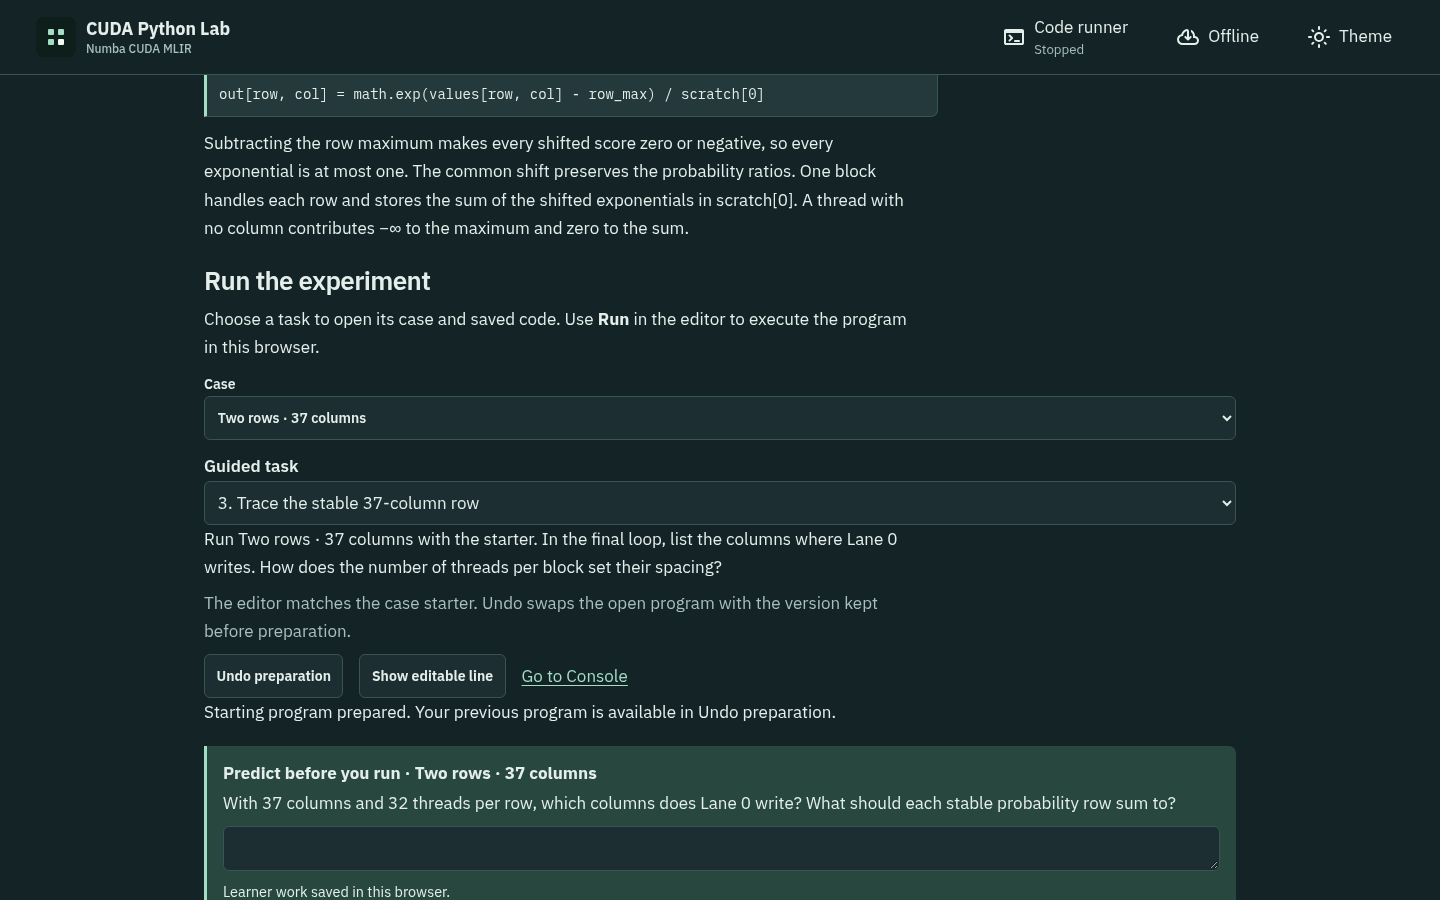 CUDA Python Lab
Numba CUDA MLIR
Code runner
Stopped
Offline
Theme
out[row, col] = math.exp(values[row, col] - row_max) / scratch[0]
Subtracting the row maximum makes every shifted score zero or negative, so every
exponential is at most one. The common shift preserves the probability ratios. One block
handles each row and stores the sum of the shifted exponentials in scratch[0]. A thread with
no column contributes −∞ to the maximum and zero to the sum.
Run the experiment
Choose a task to open its case and saved code. Use Run in the editor to execute the program
in this browser.
Case
Two rows · 37 columns
Guided task
3. Trace the stable 37-column row
Run Two rows · 37 columns with the starter. In the final loop, list the columns where Lane 0
writes. How does the number of threads per block set their spacing?
The editor matches the case starter. Undo swaps the open program with the version kept
before preparation.
Undo preparation
Show editable line
Go to Console
Starting program prepared. Your previous program is available in Undo preparation.
Predict before you run · Two rows · 37 columns
With 37 columns and 32 threads per row, which columns does Lane 0 write? What should each stable probability row sum to?
Learner work saved in this browser.